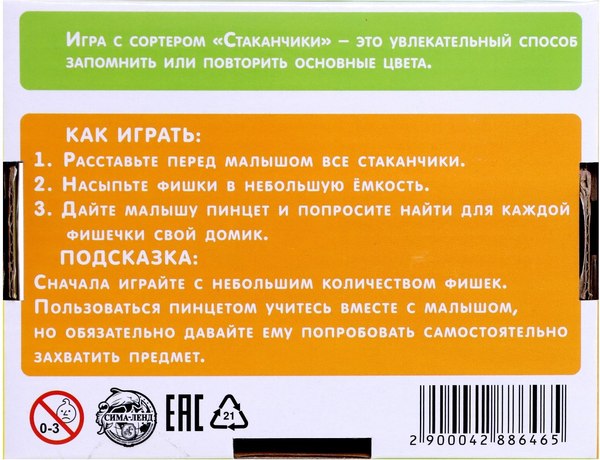 Игра с сортером «Стаканчики» – это увлекательный способ
запомнить или повторить основные цвета.
КАК ИГРАТЬ:
1. Расставьте перед малышом все стаканчики.
2. Насыпьте фишки в небольшую ёмкость.
3. Дайте малышу пинцет и попросите найти для каждой
фишечки свой домик.
ПОДСКАЗКА:
Сначала играйте с небольшим количеством фишек.
Пользоваться пинцетом учитесь вместе с малышом,
но обязательно давайте ему попробовать самостоятельно
захватить предмет.
0-3
СИМА-ЛЕНД
EAC
21
2 900042 886465